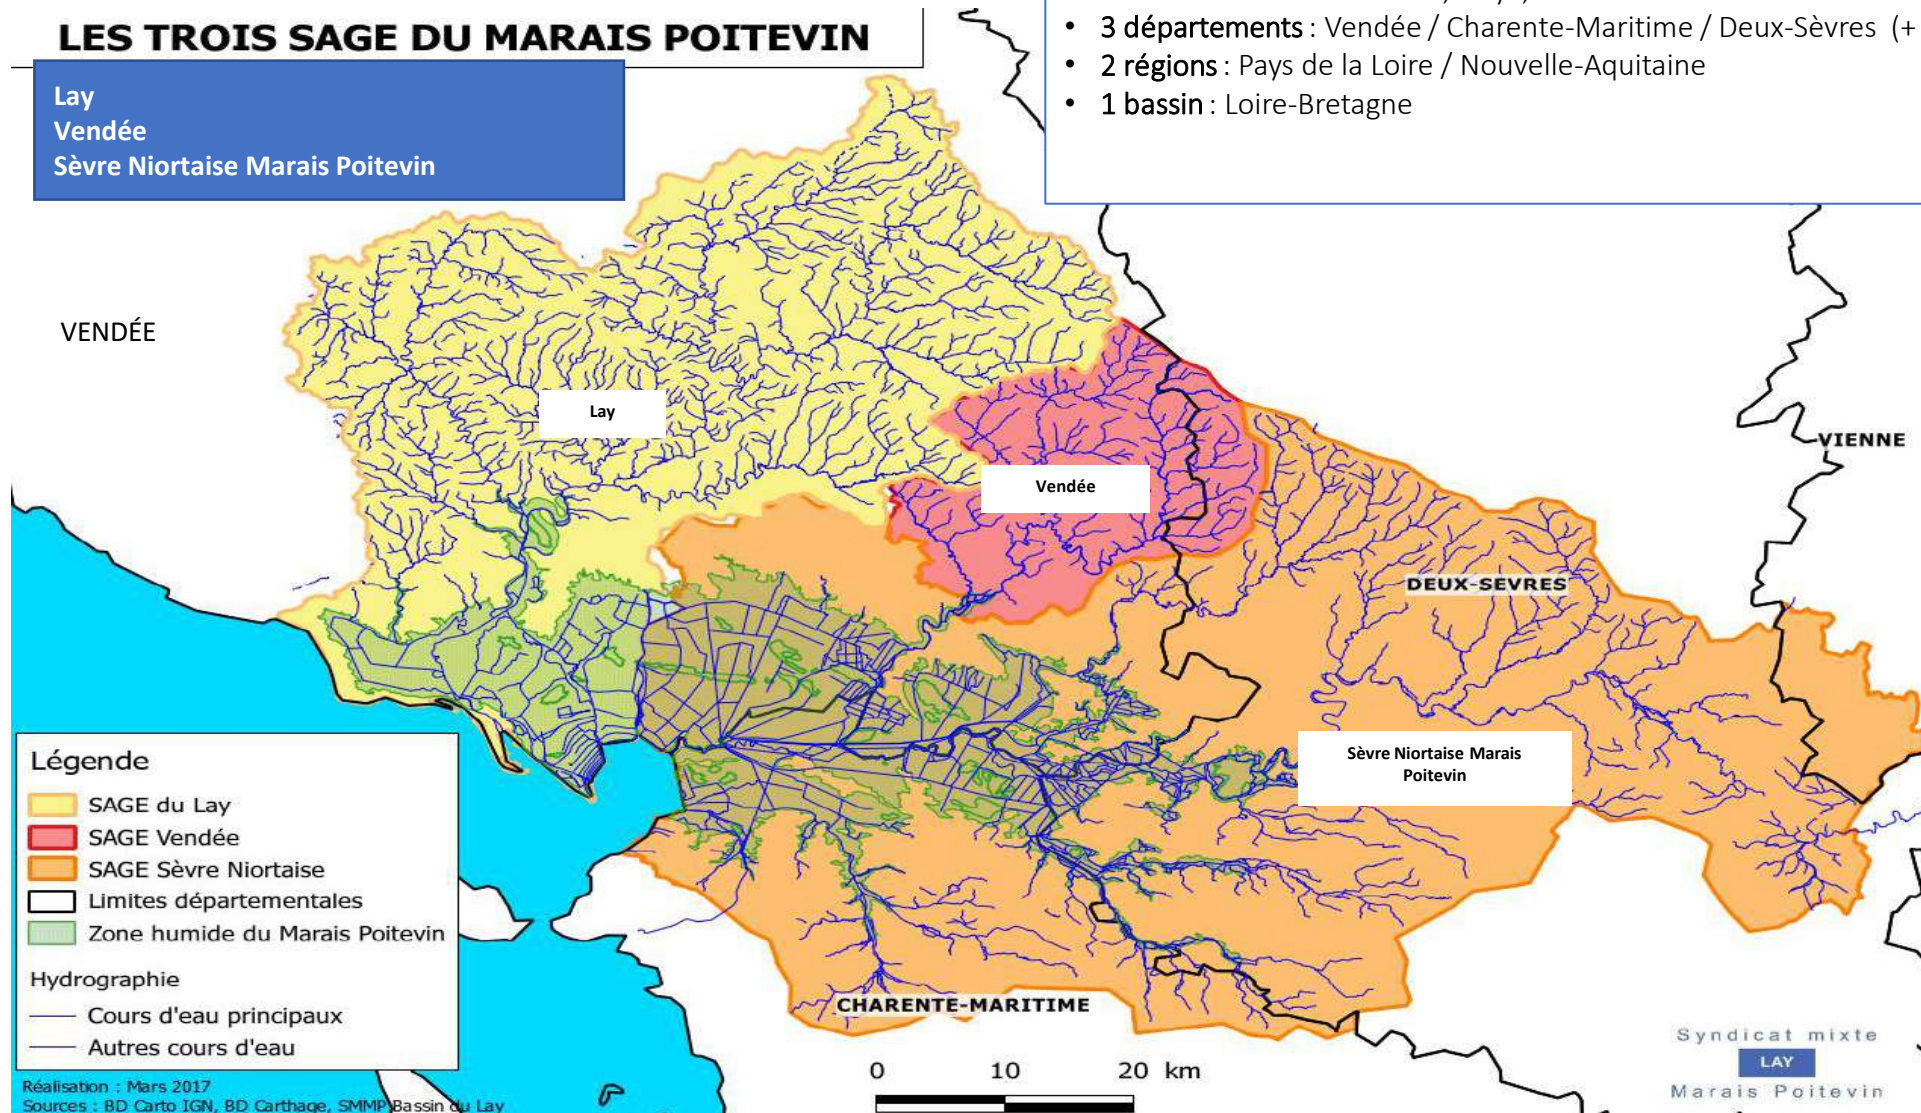 LES TROIS SAGE DU MARAIS POITEVIN
Lay
Vendée
Sèvre Niortaise Marais Poitevin
• 3 départements : Vendée / Charente-Maritime / Deux-Sèvres (+
• 2 régions : Pays de la Loire / Nouvelle-Aquitaine
• 1 bassin : Loire-Bretagne
VENDÉE
Lay
VIENNE
Vendée
DEUX-SEVRES
Sèvre Niortaise Marais
Poitevin
Légende
SAGE du Lay
SAGE Vendée
SAGE Sèvre Niortaise
Limites départementales
Zone humide du Marais Poitevin
Hydrographie
Cours d'eau principaux
Autres cours d'eau
CHARENTE-MARITIME
0 10 20 km
Réalisation : Mars 2017
Sources : BD Carto IGN, BD Carthage, SMMP Bassin du Lay
Syndicat mixte
LAY
Marais Poitevin